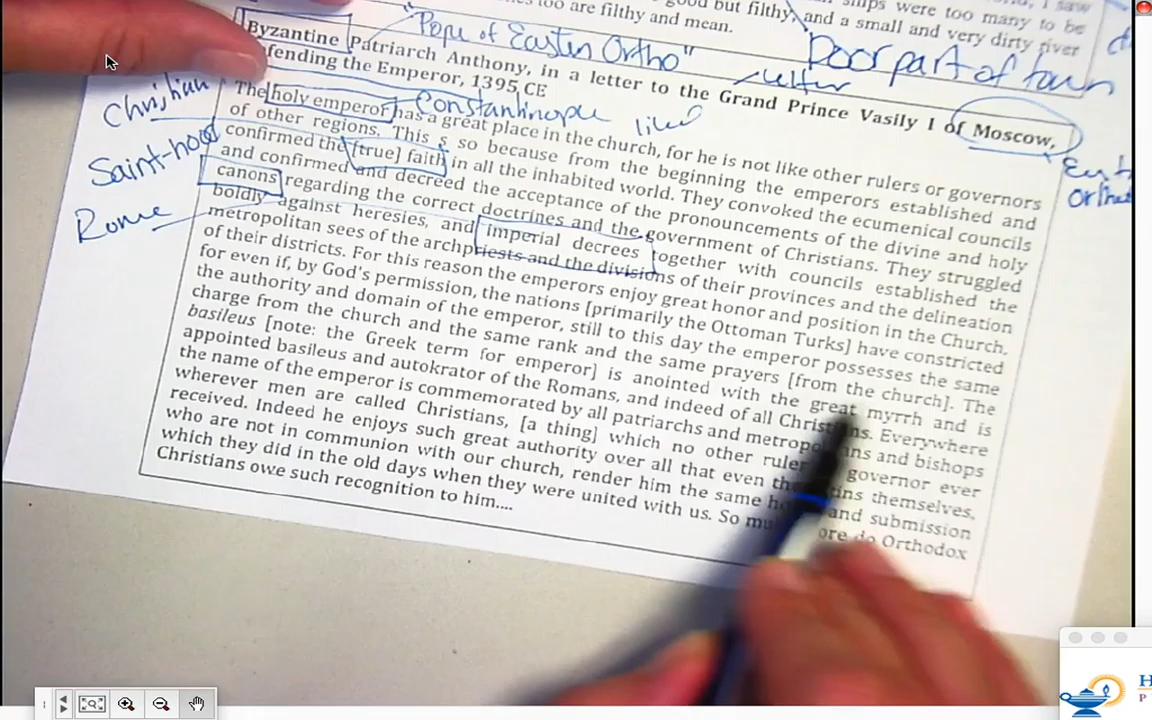 too are filthy and mean.
good but filthy, and a small and very dirty river
ships were too many to be
I saw
"Pope of Eastern Ortho"
Poor part of town
Byzantine Patriarch Anthony, in a letter to the Grand Prince Vasily I of Moscow,
defending the Emperor, 1395 CE
Constantinople
Christian
Saint-hood
Rome
The holy emperor has a great place in the church, for he is not like other rulers or governors
of other regions. This s so because from the beginning the emperors established and
confirmed the [true] faith in all the inhabited world. They convoked the ecumenical councils
and confirmed and decreed the acceptance of the pronouncements of the divine and holy
canons regarding the correct doctrines and the government of Christians. They struggled
boldly against heresies, and imperial decrees together with councils established the
metropolitan sees of the archpriests and the divisions of their provinces and the delineation
of their districts. For this reason the emperors enjoy great honor and position in the Church,
for even if, by God's permission, the nations [primarily the Ottoman Turks] have constricted
the authority and domain of the emperor, still to this day the emperor possesses the same
charge from the church and the same rank and the same prayers [from the church]. The
basileus [note: the Greek term for emperor] is anointed with the great myrrh and is
appointed basileus and autokrator of the Romans, and indeed of all Christians. Everywhere
the name of the emperor is commemorated by all patriarchs and metropolitans and bishops
wherever men are called Christians, [a thing] which no other ruler governor ever
received. Indeed he enjoys such great authority over all that even the Latins themselves,
who are not in communion with our church, render him the same and submission
which they did in the old days when they were united with us. So do Orthodox
Christians owe such recognition to him....